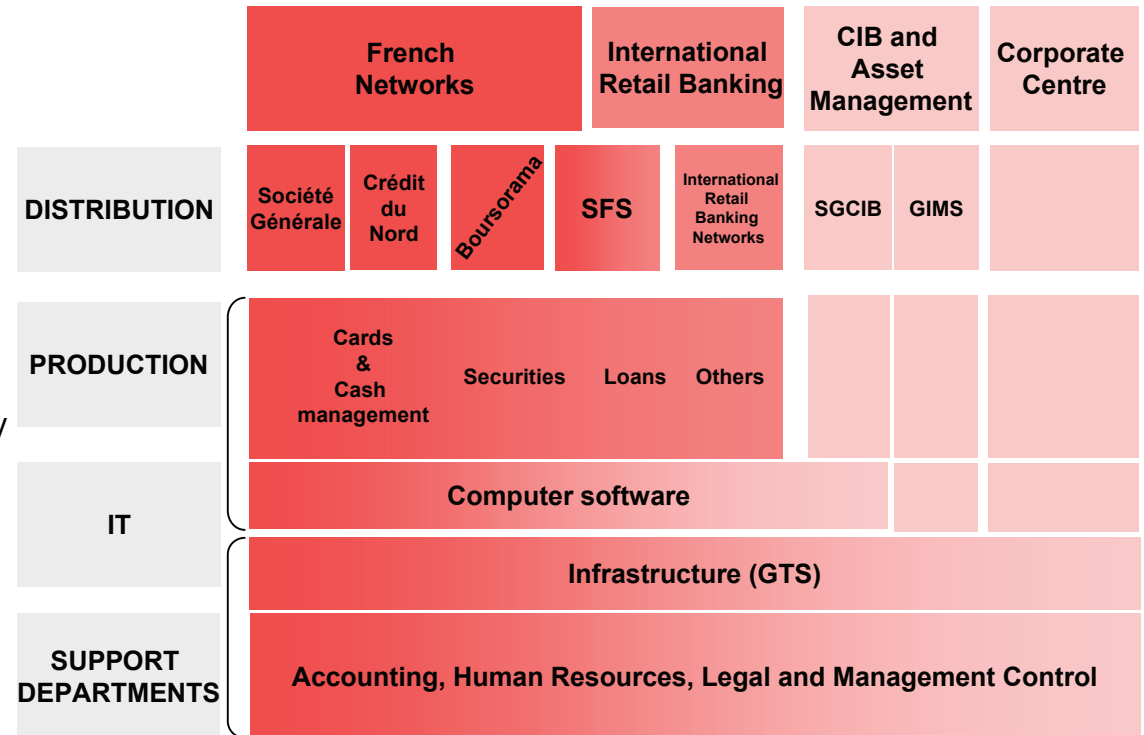 French
Networks
International
Retail Banking
CIB and
Asset
Management
Corporate
Centre
DISTRIBUTION
Société
Générale
Crédit
du
Nord
Boursorama
SFS
International
Retail
Banking
Networks
SGCIB
GIMS
PRODUCTION
Cards
&
Cash
management
Securities
Loans
Others
IT
Computer software
Infrastructure (GTS)
SUPPORT
DEPARTMENTS
Accounting, Human Resources, Legal and Management Control